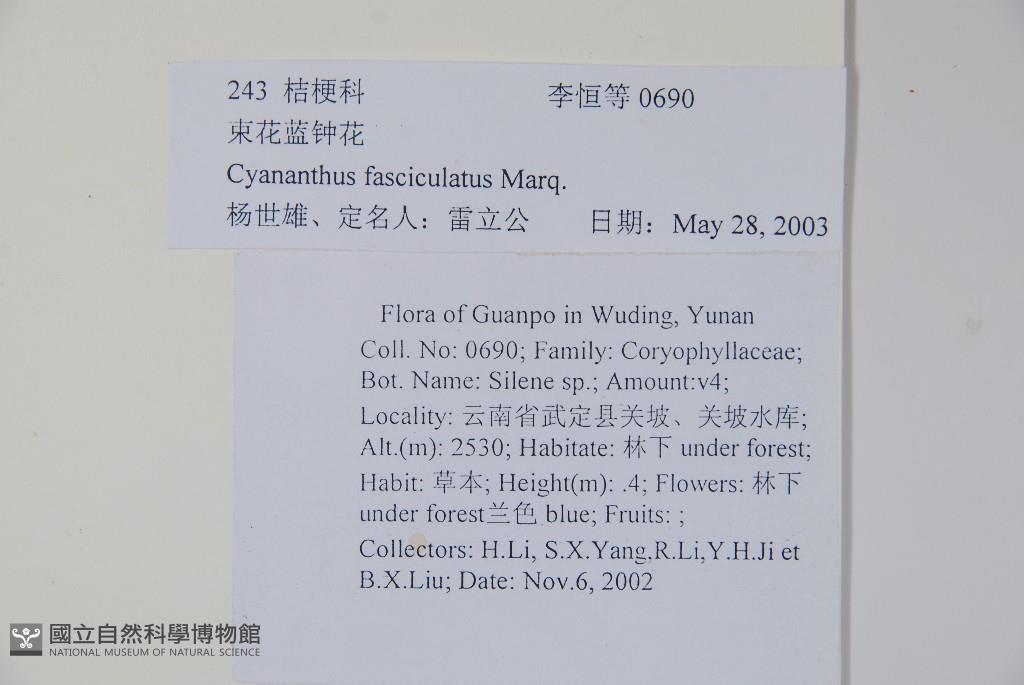 243 桔梗科 李恒等 0690
束花蓝钟花
Cyananthus fasciculatus Marq.
杨世雄、定名人：雷立公 日期：May 28, 2003
Flora of Guanpo in Wuding, Yunan
Coll. No: 0690; Family: Coryophyllaceae;
Bot. Name: Silene sp.; Amount:v4;
Locality: 云南省武定县关坡、关坡水库;
Alt.(m): 2530; Habitate: 林下 under forest;
Habit: 草本; Height(m): .4; Flowers: 林下
under forest兰色 blue; Fruits: ;
Collectors: H.Li, S.X.Yang,R.Li,Y.H.Ji et
B.X.Liu; Date: Nov.6, 2002
國立自然科學博物館
NATIONAL MUSEUM OF NATURAL SCIENCE